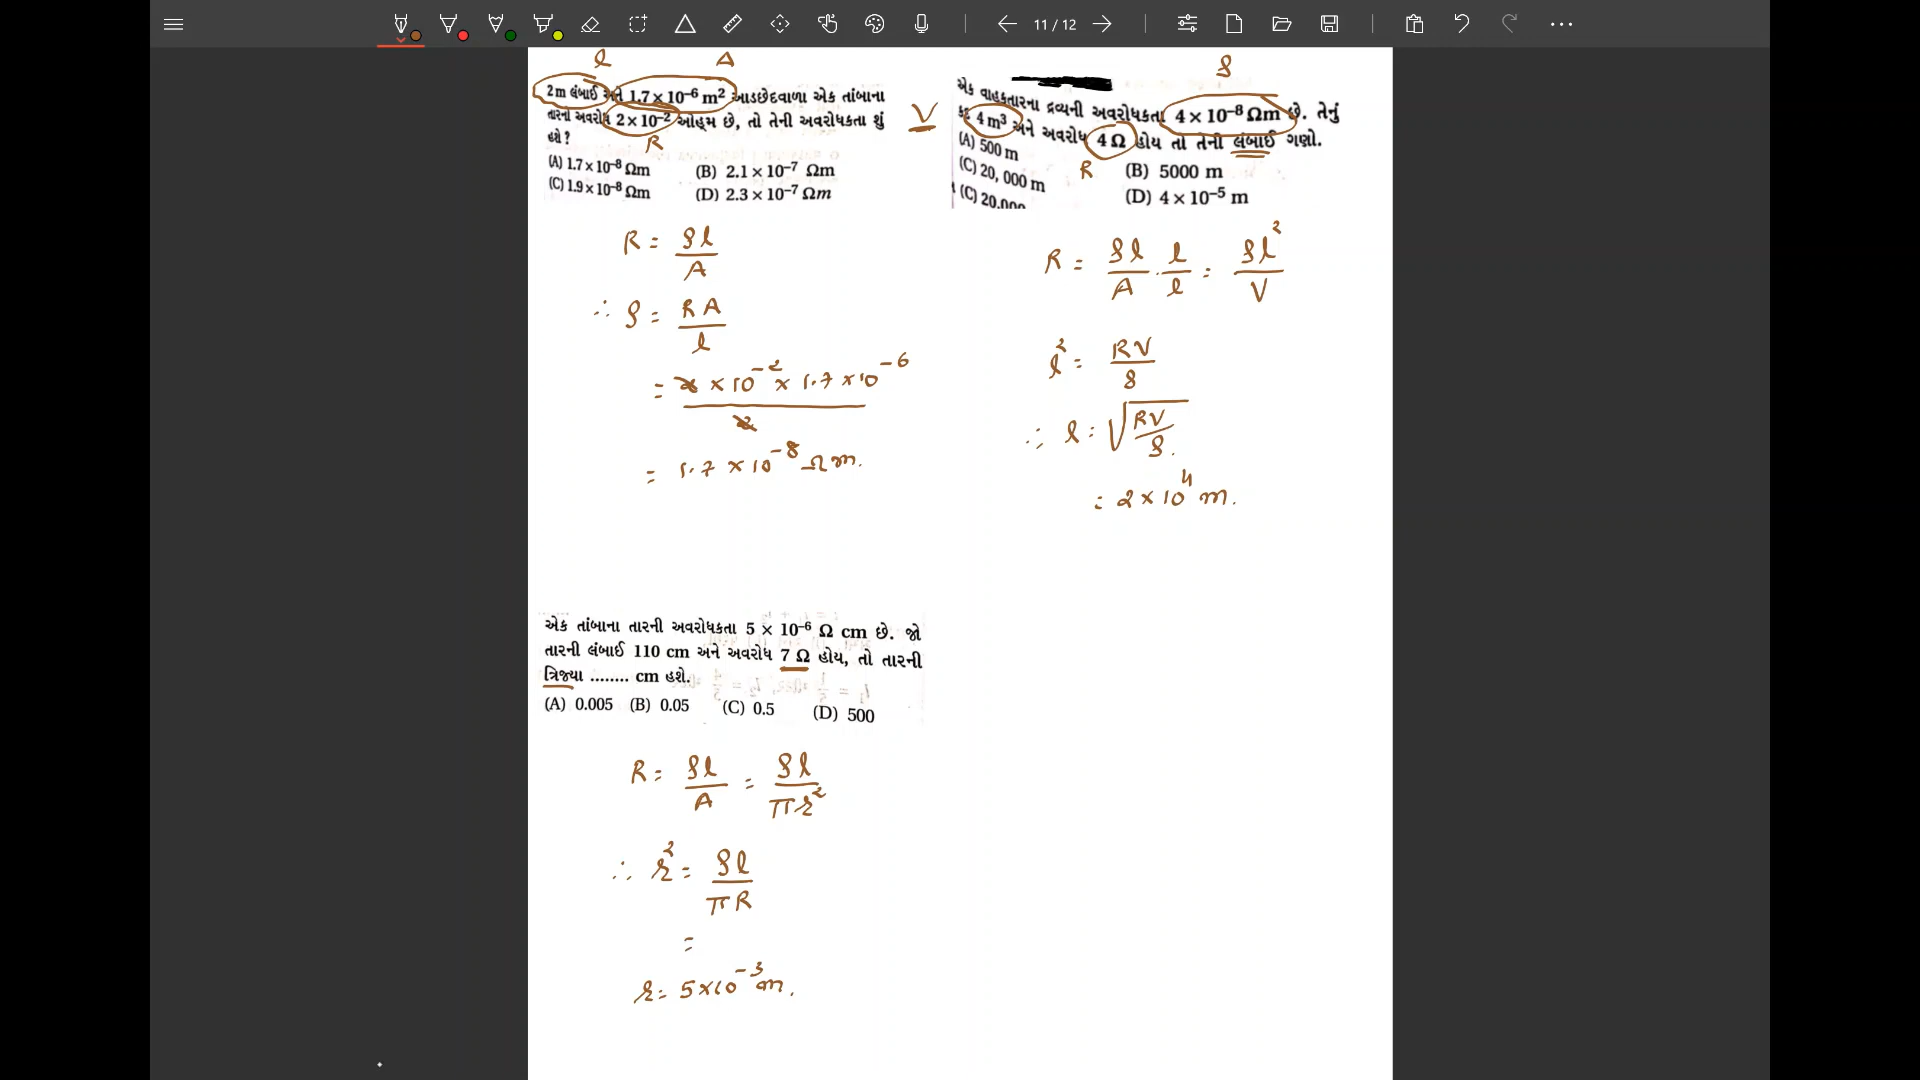 11 / 12
l A
2 m લંબાઈ અને 1.7 × 10⁻⁶ m² આડછેદવાળા એક તાંબાના
તારનો અવરોધ 2 × 10⁻² ઓહ્મ છે, તો તેની અવરોધકતા શું
હશે ?
R
(A) 1.7 × 10⁻⁸ Ωm (B) 2.1 × 10⁻⁷ Ωm
(C) 1.9 × 10⁻⁸ Ωm (D) 2.3 × 10⁻⁷ Ωm
R = ρl / A
∴ ρ = RA / l
= 2 × 10⁻² × 1.7 × 10⁻⁶ / 2
= 1.7 × 10⁻⁸ Ωm.
ρ
V
એક વાહકતારના દ્રવ્યની અવરોધકતા 4 × 10⁻⁸ Ωm છે. તેનું
કદ 4 m³ અને અવરોધ 4 Ω હોય તો તેની લંબાઈ ગણો.
R
(A) 500 m (B) 5000 m
(C) 20, 000 m (D) 4 × 10⁻⁵ m
(C) 20,000
R = ρl / A · l / l = ρl² / V
l² = RV / ρ
∴ l = √(RV / ρ)
= 2 × 10⁴ m.
એક તાંબાના તારની અવરોધકતા 5 × 10⁻⁶ Ω cm છે. જો
તારની લંબાઈ 110 cm અને અવરોધ 7 Ω હોય, તો તારની
ત્રિજ્યા ........ cm હશે.
(A) 0.005 (B) 0.05 (C) 0.5 (D) 500
R = ρl / A = ρl / πr²
∴ r² = ρl / πR
=
r = 5 × 10⁻³ m.